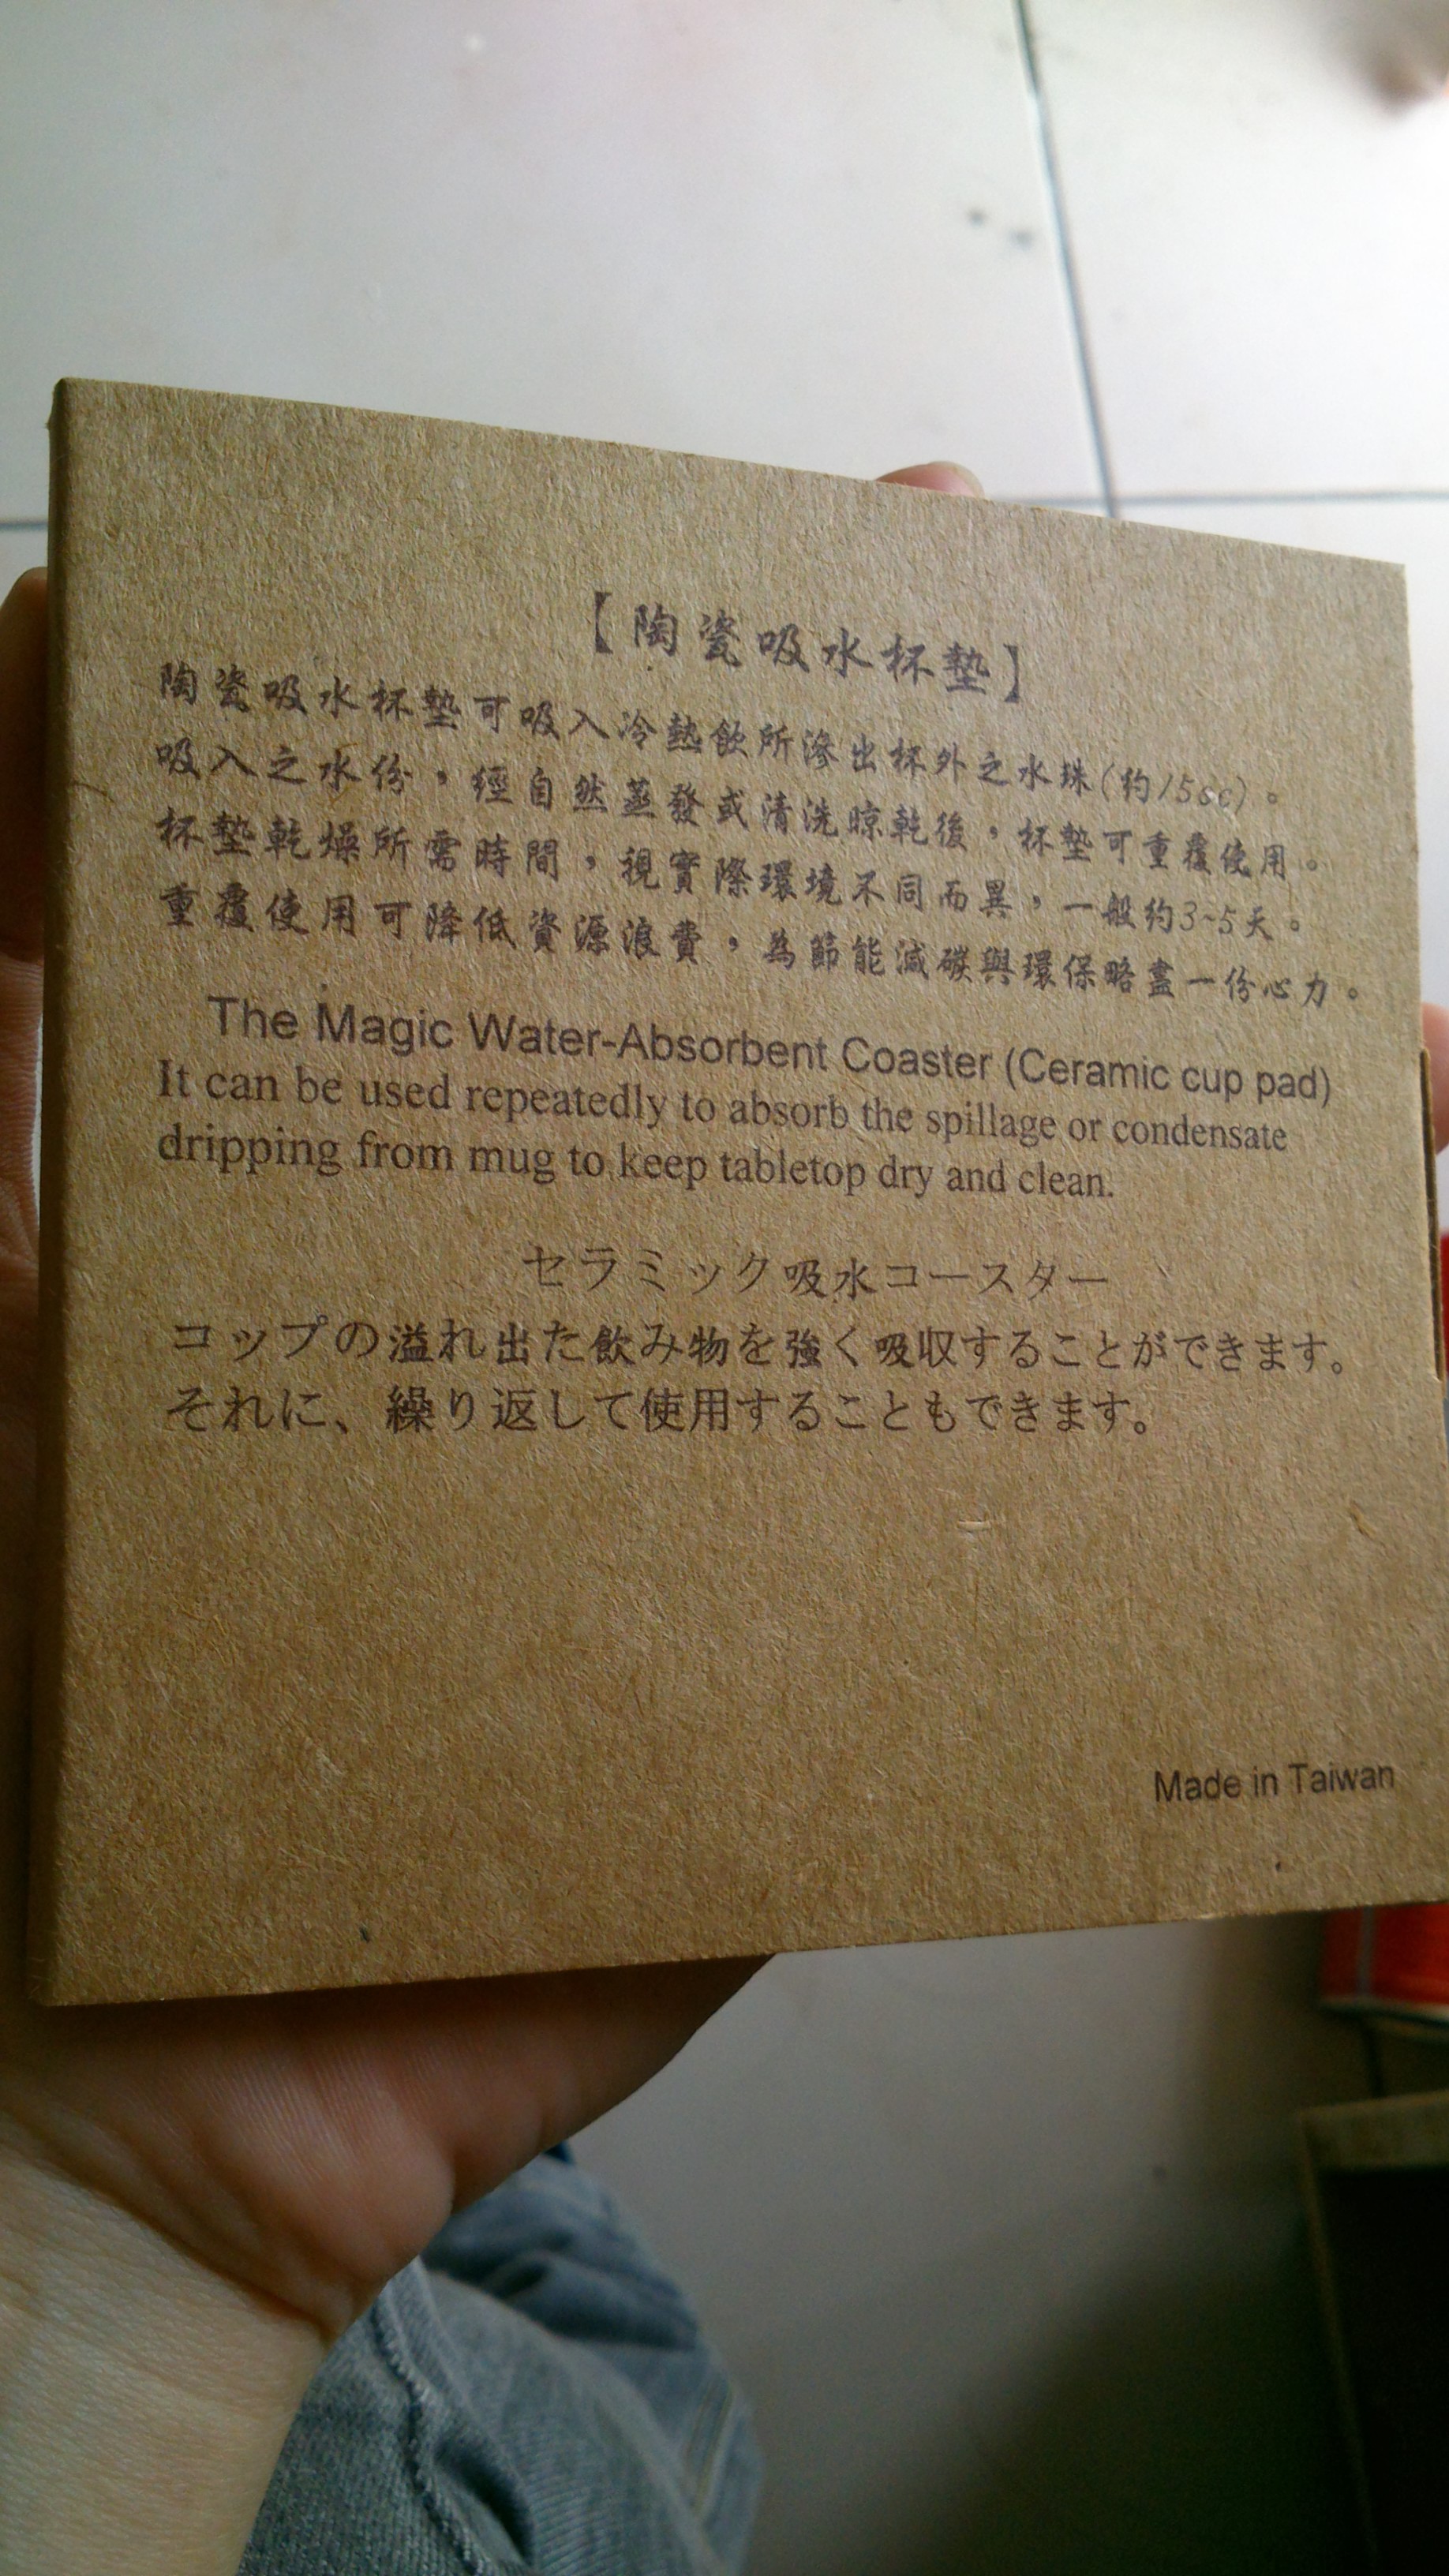 【陶瓷吸水杯墊】
陶瓷吸水杯墊可吸入冷熱飲所滲出杯外之水珠(約15cc)。
吸入之水份，經自然蒸發或清洗晾乾後，杯墊可重覆使用。
杯墊乾燥所需時間，視實際環境不同而異，一般約3~5天。
重覆使用可降低資源浪費，為節能減碳與環保略盡一份心力。
The Magic Water-Absorbent Coaster (Ceramic cup pad)
It can be used repeatedly to absorb the spillage or condensate
dripping from mug to keep tabletop dry and clean.
セラミック吸水コースター
コップの溢れ出た飲み物を強く吸収することができます。
それに、繰り返して使用することもできます。
Made in Taiwan